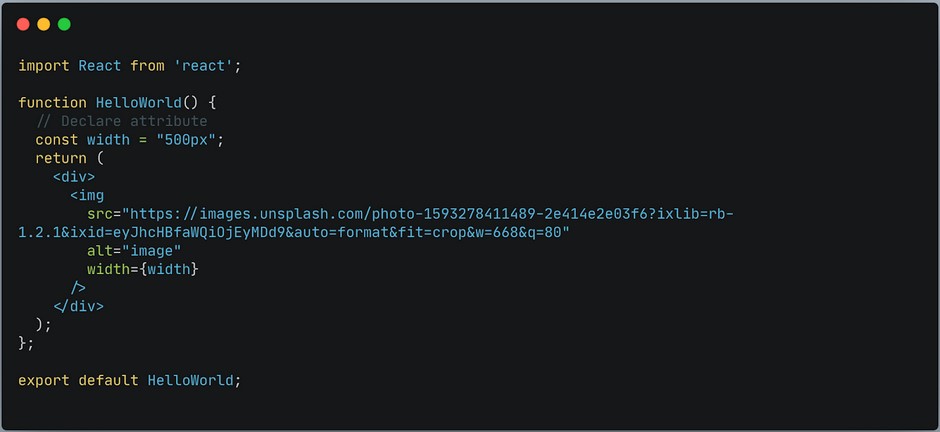 import React from 'react';
function HelloWorld() {
// Declare attribute
const width = "500px";
return (
<div>
<img
src="https://images.unsplash.com/photo-1593278411489-2e414e2e03f6?ixlib=rb-
1.2.1&ixid=eyJhcHBfaWQiOjEyMDd9&auto=format&fit=crop&w=668&q=80"
alt="image"
width={width}
/>
</div>
);
};
export default HelloWorld;